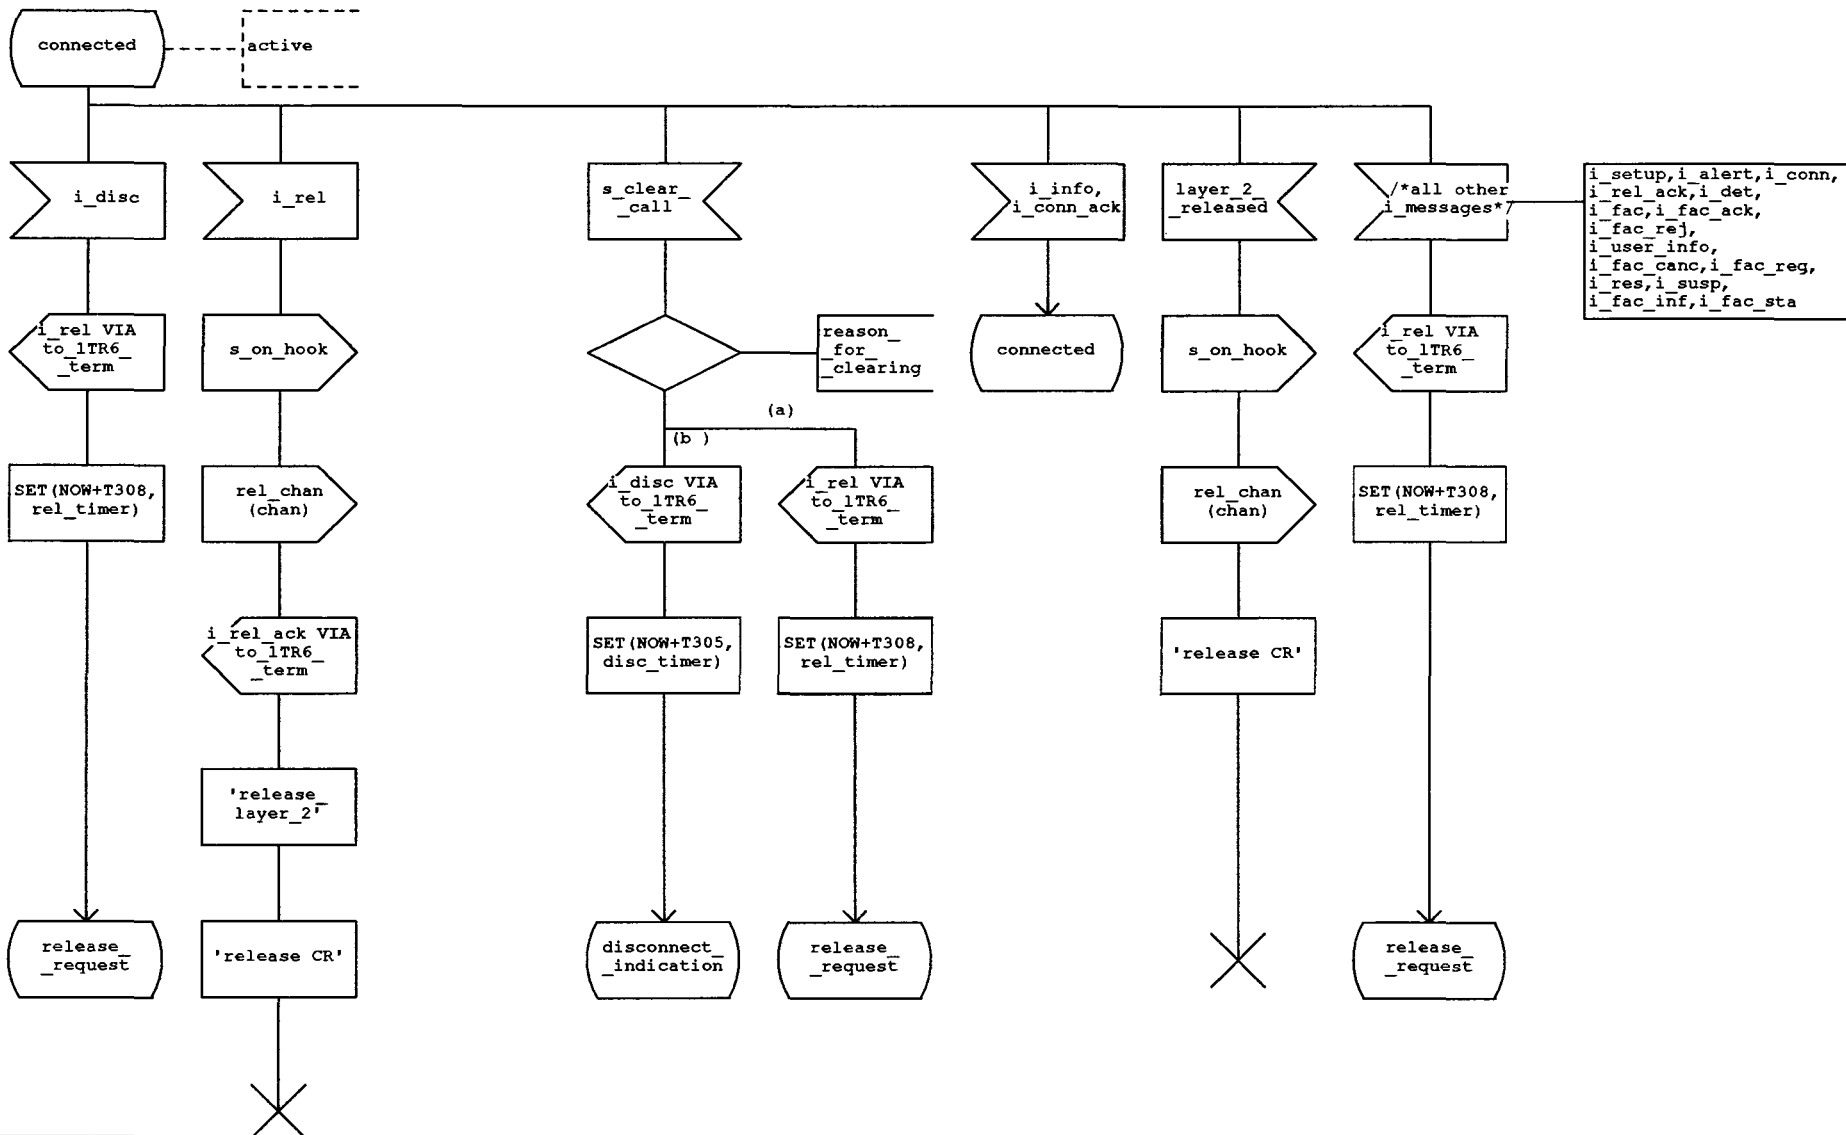 connected
active
i_disc
i_rel
s_clear_
_call
i_info,
i_conn_ack
layer_2_
_released
/*all other
i_messages*/
i_setup,i_alert,i_conn,
i_rel_ack,i_det,
i_fac,i_fac_ack,
i_fac_rej,
i_user_info,
i_fac_canc,i_fac_reg,
i_res,i_susp,
i_fac_inf,i_fac_sta
i_rel VIA
to_1TR6_
_term
s_on_hook
reason_
_for_
_clearing
connected
s_on_hook
i_rel VIA
to_1TR6_
_term
(a)
(b )
SET(NOW+T308,
rel_timer)
rel_chan
(chan)
i_disc VIA
to_1TR6_
_term
i_rel VIA
to_1TR6_
_term
rel_chan
(chan)
SET(NOW+T308,
rel_timer)
i_rel_ack VIA
to_1TR6_
_term
SET(NOW+T305,
disc_timer)
SET(NOW+T308,
rel_timer)
'release CR'
'release_
layer_2'
release_
_request
'release CR'
disconnect_
_indication
release_
_request
release_
_request